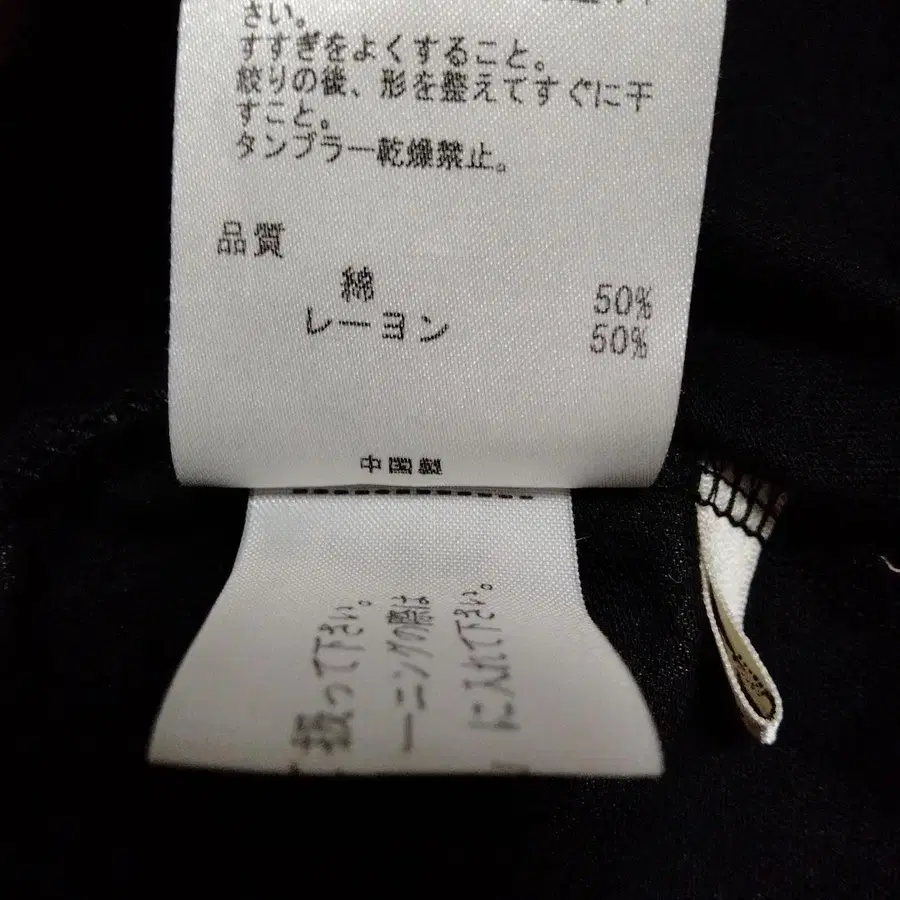 さい。
すすぎをよくすること。
絞りの後、形を整えてすぐに干
すこと。
タンブラー乾燥禁止。
品質
綿 50%
レーヨン 50%
中国製
扱って下さい。
ーニングの際は
に入れて下さい。